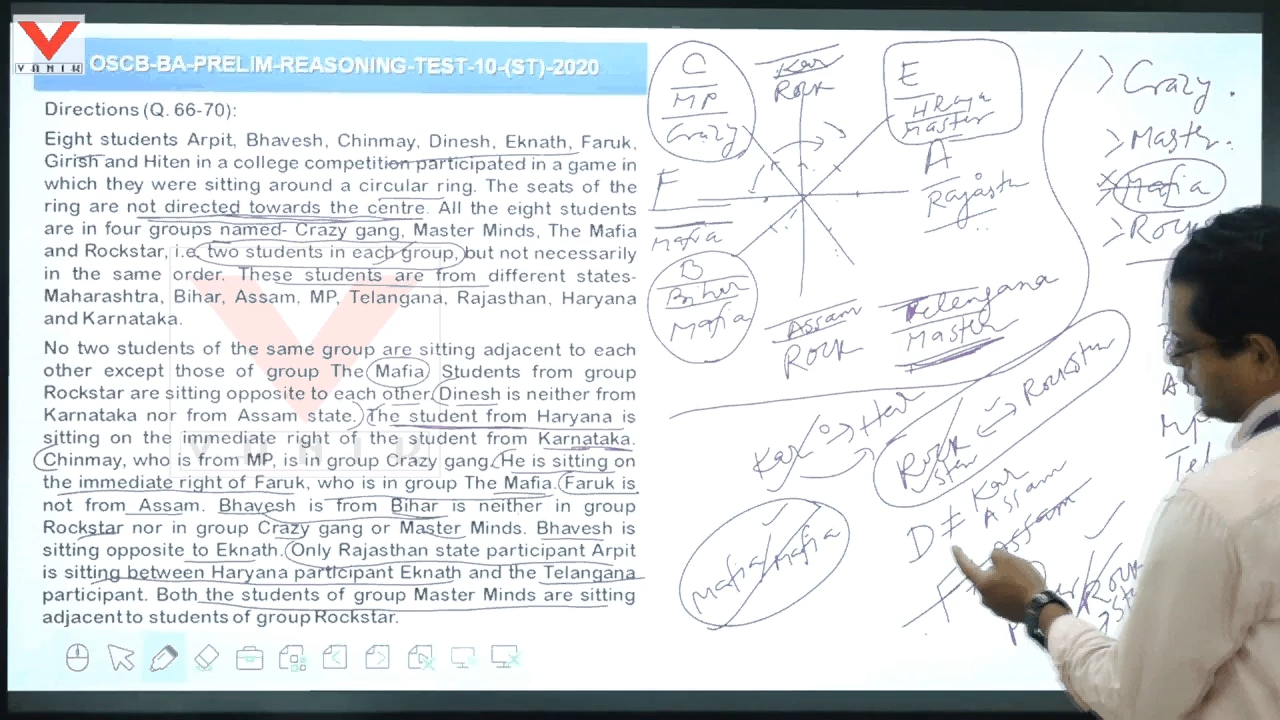 VANIK
OSCB-BA-PRELIM-REASONING-TEST-10-(ST)-2020
Directions (Q. 66-70):
Eight students Arpit, Bhavesh, Chinmay, Dinesh, Eknath, Faruk,
Girish and Hiten in a college competition participated in a game in
which they were sitting around a circular ring. The seats of the
ring are not directed towards the centre. All the eight students
are in four groups named- Crazy gang, Master Minds, The Mafia
and Rockstar, i.e. two students in each group, but not necessarily
in the same order. These students are from different states-
Maharashtra, Bihar, Assam, MP, Telangana, Rajasthan, Haryana
and Karnataka.
No two students of the same group are sitting adjacent to each
other except those of group The Mafia Students from group
Rockstar are sitting opposite to each other. Dinesh is neither from
Karnataka nor from Assam state. The student from Haryana is
sitting on the immediate right of the student from Karnataka.
Chinmay, who is from MP, is in group Crazy gang. He is sitting on
the immediate right of Faruk, who is in group The Mafia. Faruk is
not from Assam. Bhavesh is from Bihar is neither in group
Rockstar nor in group Crazy gang or Master Minds. Bhavesh is
sitting opposite to Eknath. Only Rajasthan state participant Arpit
is sitting between Haryana participant Eknath and the Telangana
participant. Both the students of group Master Minds are sitting
adjacent to students of group Rockstar.
C
MP
Crazy
Kar
Rock
E
Master
A
F
Mafia
B
Bihar
Mafia
Assam
Rock
Telengana
Master
Crazy
Master
Mafia
Rock
Kar
Rock
Rockster
Mafia/Mafia
D ≠ Kar
Assam
F
Assam
Rock
MP
Tel